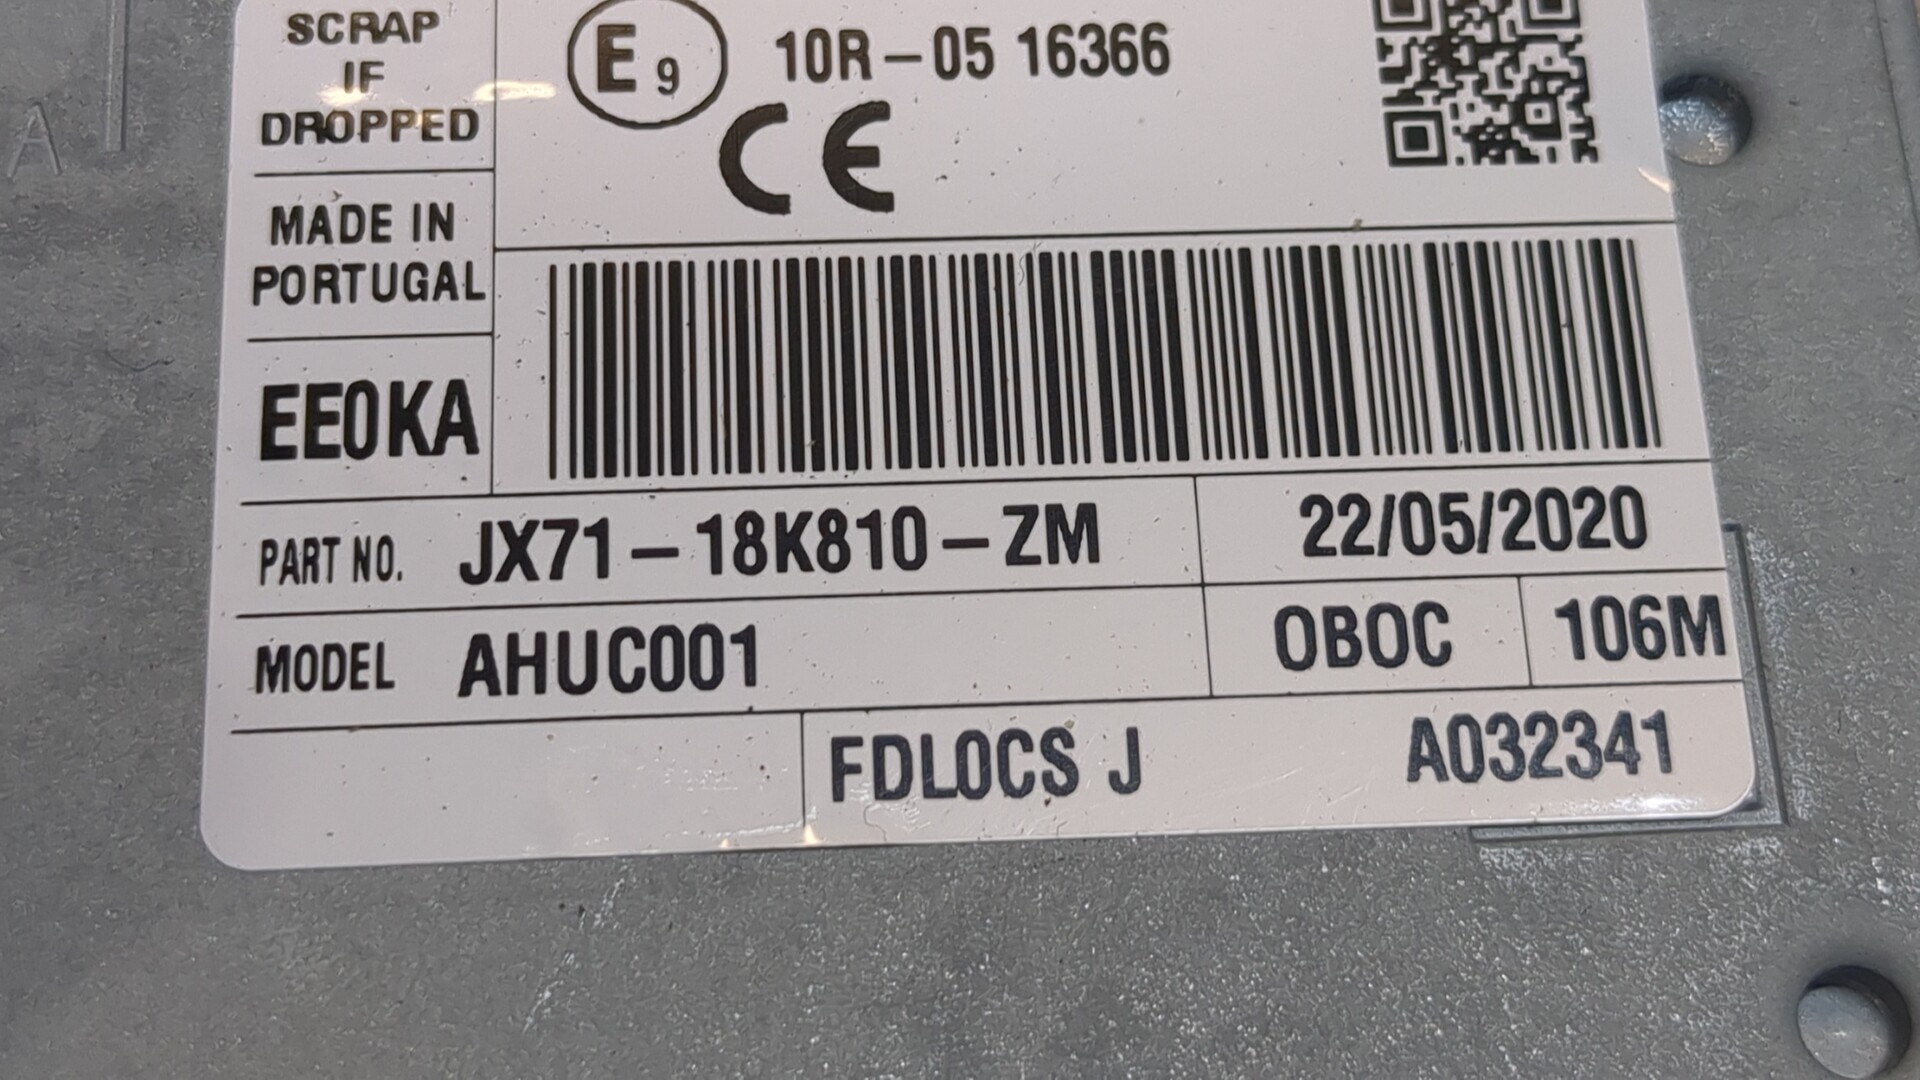 SCRAP
IF
DROPPED
E9
10R-05 16366
CE
MADE IN
PORTUGAL
EE0KA
PART NO. JX71-18K810-ZM
22/05/2020
MODEL AHUC001
OBOC
106M
FDL0CS J
A032341
A